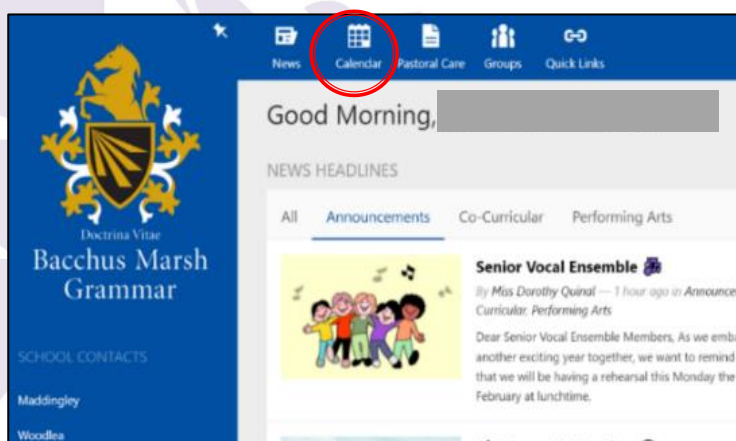 News Calendar Pastoral Care Groups Quick Links
Good Morning,
NEWS HEADLINES
All Announcements Co-Curricular Performing Arts
Doctrina Vitae
Bacchus Marsh
Grammar
SCHOOL CONTACTS
Maddingley
Woodlea
Senior Vocal Ensemble
By Miss Dorothy Quinal — 1 hour ago in Announce
Curricular, Performing Arts
Dear Senior Vocal Ensemble Members, As we emba
another exciting year together, we want to remind
that we will be having a rehearsal this Monday the
February at lunchtime.